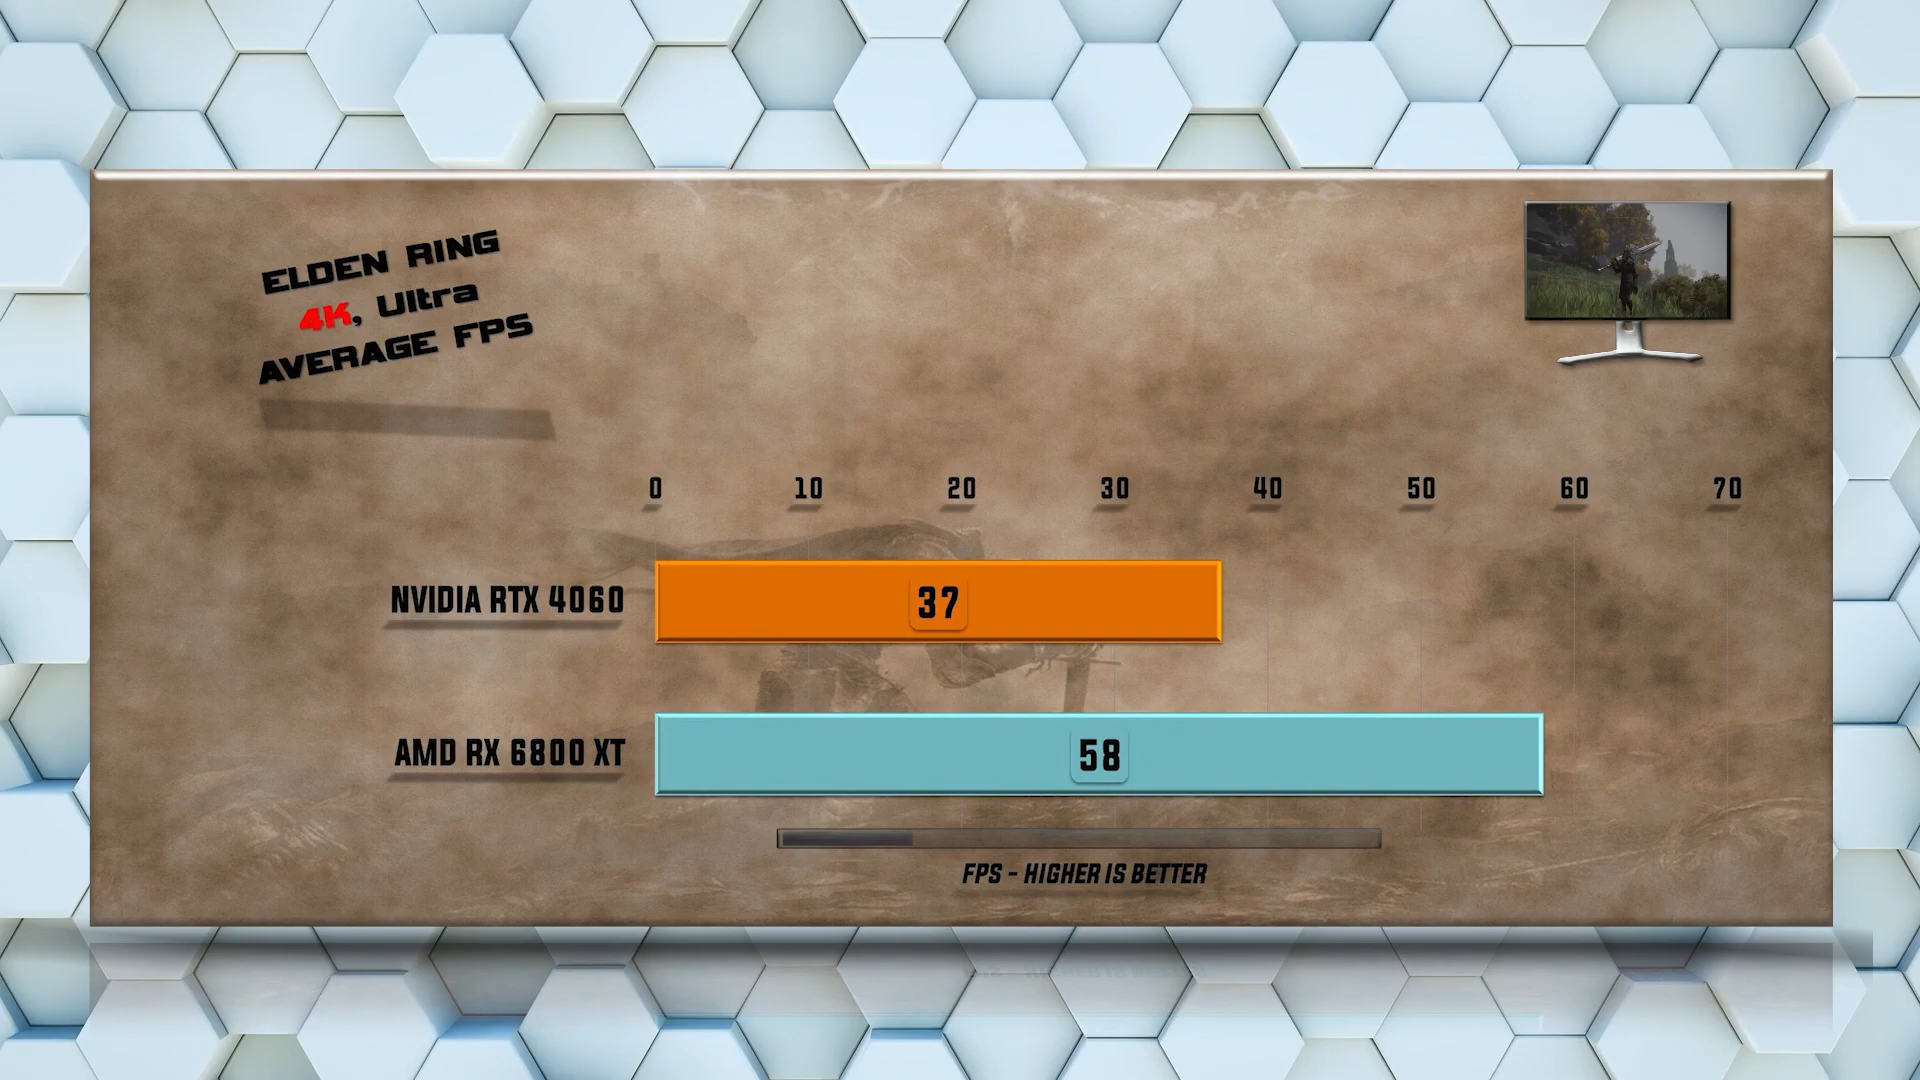 ELDEN RING
4K, Ultra
AVERAGE FPS
0 10 20 30 40 50 60 70
NVIDIA RTX 4060
37
AMD RX 6800 XT
58
FPS - HIGHER IS BETTER